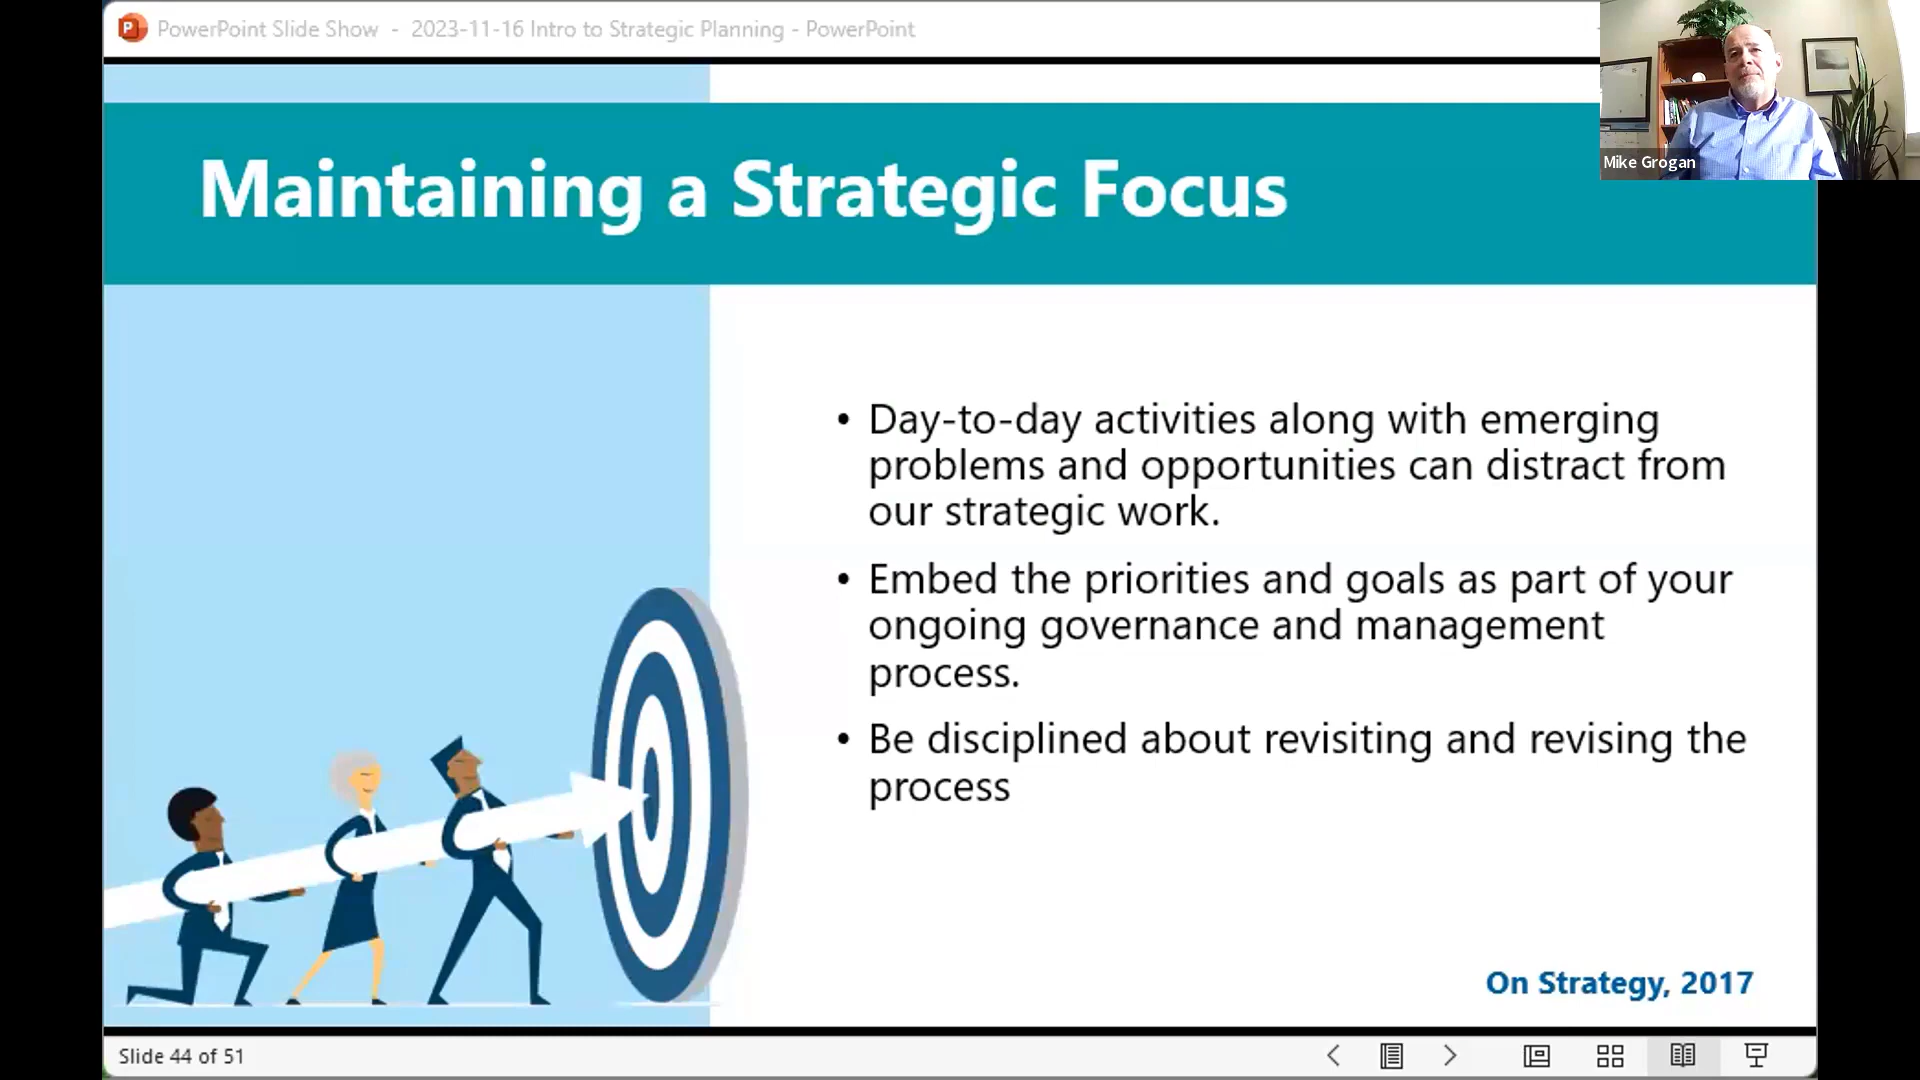 PowerPoint Slide Show - 2023-11-16 Intro to Strategic Planning - PowerPoint
Mike Grogan
Maintaining a Strategic Focus
• Day-to-day activities along with emerging
problems and opportunities can distract from
our strategic work.
• Embed the priorities and goals as part of your
ongoing governance and management
process.
• Be disciplined about revisiting and revising the
process
On Strategy, 2017
Slide 44 of 51